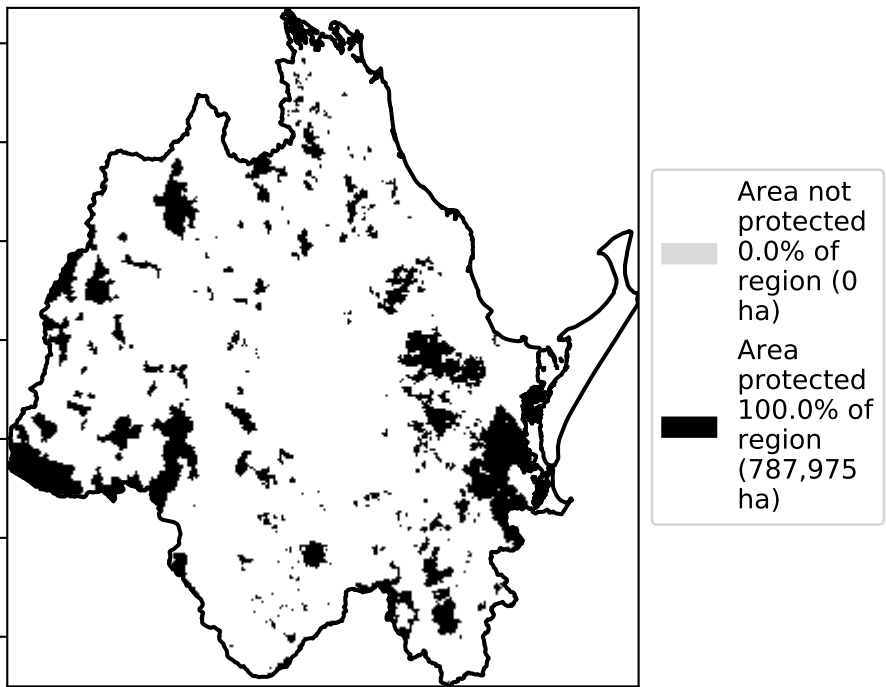 Area not
protected
0.0% of
region (0
ha)
Area
protected
100.0% of
region
(787,975
ha)